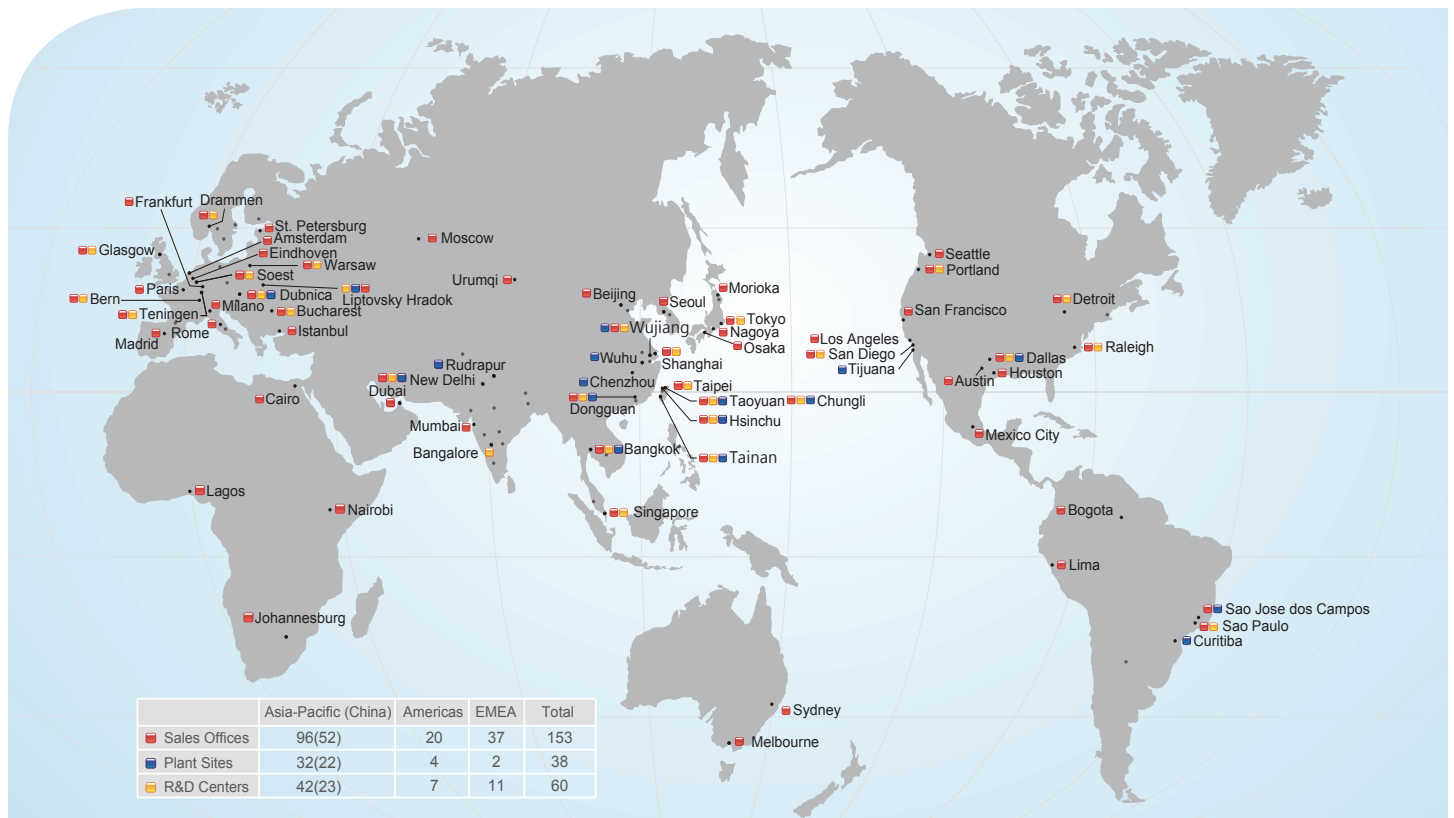 Frankfurt
Drammen
St. Petersburg
Amsterdam
Eindhoven
Glasgow
Warsaw
Soest
Moscow
Urumqi
Paris
Dubnica
Liptovsky Hradok
Bern
Milano
Bucharest
Teningen
Rome
Istanbul
Madrid
Beijing
Seoul
Morioka
Wujiang
Tokyo
Nagoya
Osaka
Wuhu
Shanghai
Rudrapur
New Delhi
Chenzhou
Taipei
Dubai
Cairo
Dongguan
Taoyuan
Chungli
Hsinchu
Mumbai
Bangalore
Bangkok
Tainan
Lagos
Nairobi
Singapore
Johannesburg
Sydney
Melbourne
Seattle
Portland
Detroit
San Francisco
Los Angeles
San Diego
Tijuana
Raleigh
Dallas
Houston
Austin
Mexico City
Bogota
Lima
Sao Jose dos Campos
Sao Paulo
Curitiba
Asia-Pacific (China) Americas EMEA Total
Sales Offices 96(52) 20 37 153
Plant Sites 32(22) 4 2 38
R&D Centers 42(23) 7 11 60